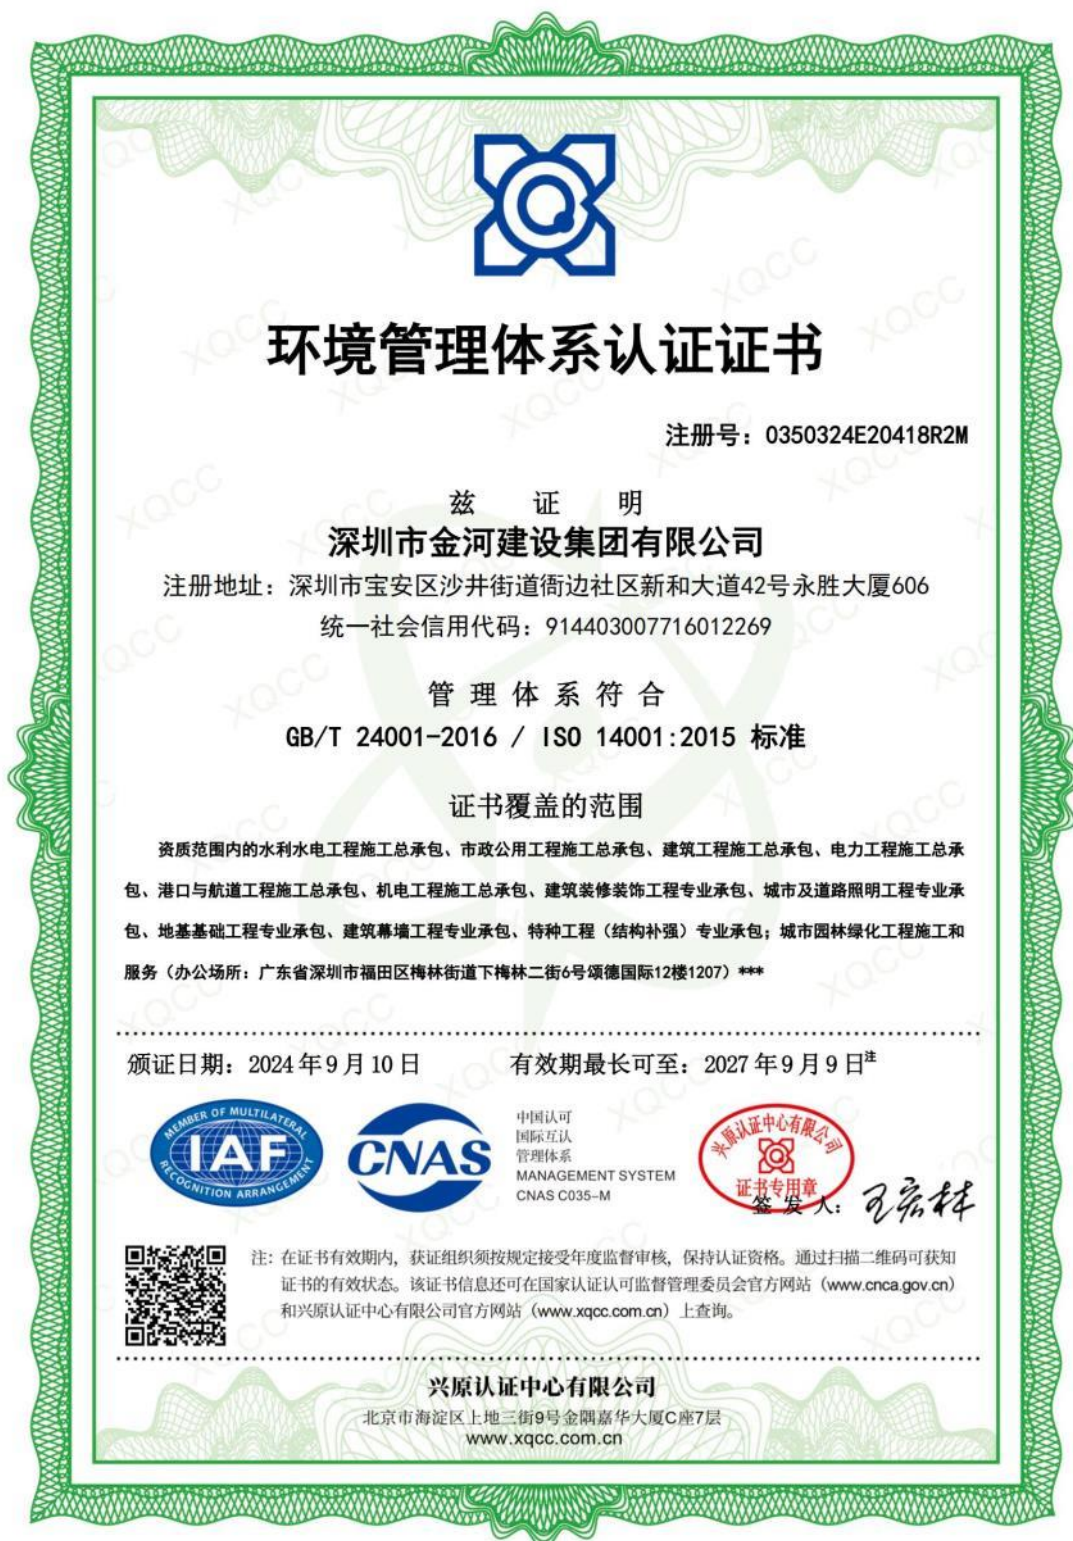 环境管理体系认证证书
注册号：0350324E20418R2M
兹 证 明
深圳市金河建设集团有限公司
注册地址：深圳市宝安区沙井街道衙边社区新和大道42号永胜大厦606
统一社会信用代码：914403007716012269
管 理 体 系 符 合
GB/T 24001-2016 / ISO 14001:2015 标准
证书覆盖的范围
资质范围内的水利水电工程施工总承包、市政公用工程施工总承包、建筑工程施工总承包、电力工程施工总承
包、港口与航道工程施工总承包、机电工程施工总承包、建筑装修装饰工程专业承包、城市及道路照明工程专业承
包、地基基础工程专业承包、建筑幕墙工程专业承包、特种工程（结构补强）专业承包；城市园林绿化工程施工和
服务（办公场所：广东省深圳市福田区梅林街道下梅林二街6号颂德国际12楼1207）***
颁证日期：2024年9月10日 有效期最长可至：2027年9月9日注
MEMBER OF MULTILATERAL
IAF
RECOGNITION ARRANGEMENT
CNAS
中国认可
国际互认
管理体系
MANAGEMENT SYSTEM
CNAS C035-M
兴原认证中心有限公司
证书专用章
签 发 人：王宏林
注：在证书有效期内，获证组织须按规定接受年度监督审核，保持认证资格。通过扫描二维码可获知
证书的有效状态。该证书信息还可在国家认证认可监督管理委员会官方网站（www.cnca.gov.cn）
和兴原认证中心有限公司官方网站（www.xqcc.com.cn）上查询。
兴原认证中心有限公司
北京市海淀区上地三街9号金隅嘉华大厦C座7层
www.xqcc.com.cn
XQCC